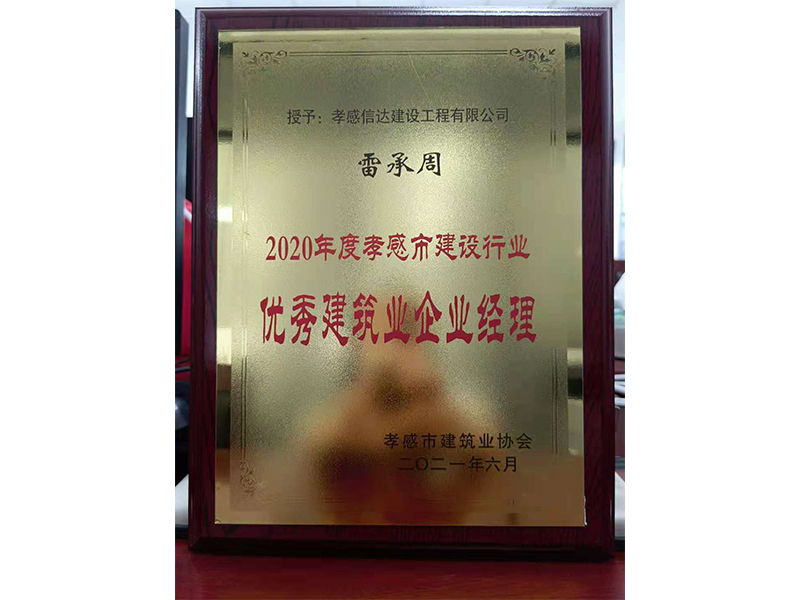 授予：孝感信达建设工程有限公司
雷承周
2020年度孝感市建设行业
优秀建筑业企业经理
孝感市建筑业协会
二〇二一年六月